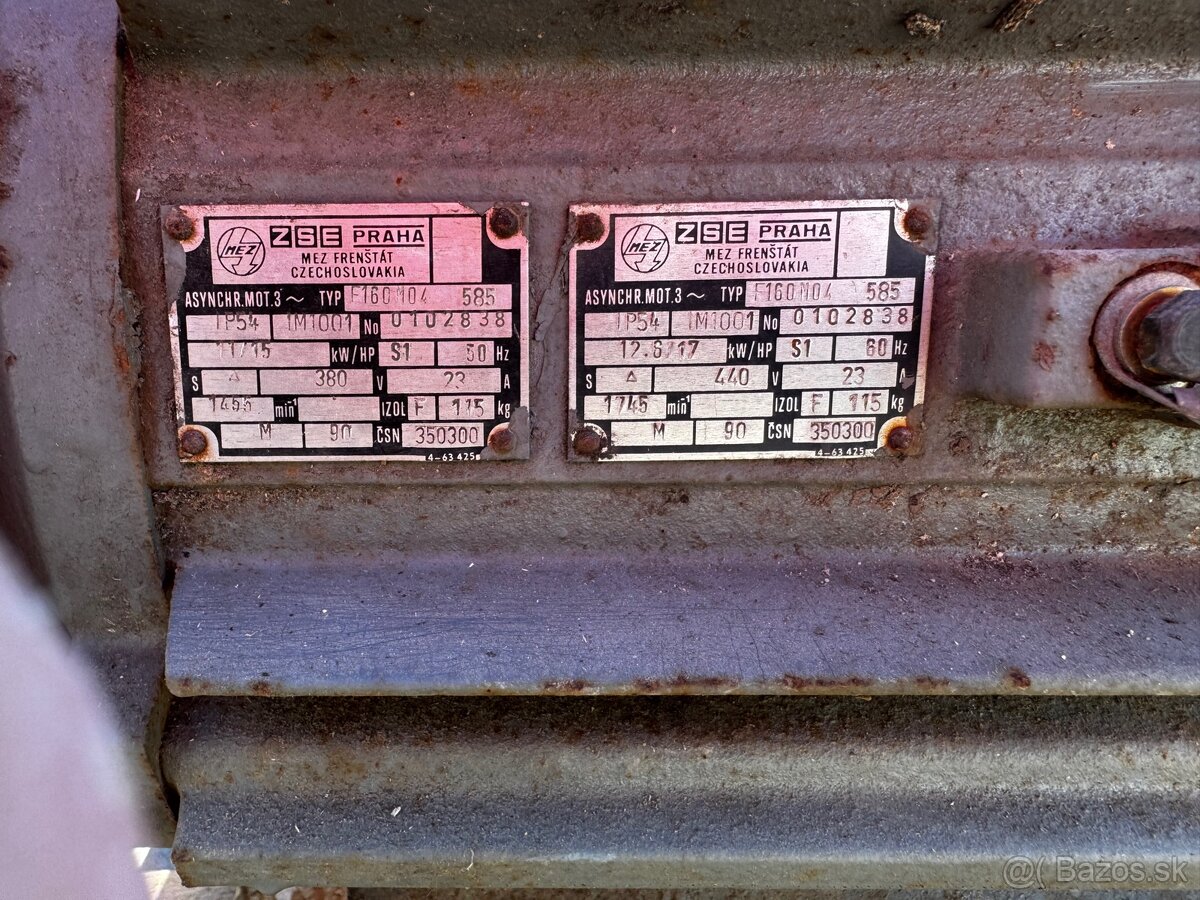 MEZ
ZSE PRAHA
MEZ FRENŠTÁT
CZECHOSLOVAKIA
ASYNCHR.MOT.3~ TYP F160M04 585
IP54 IM1001 No 0102838
11/15 kW/HP S1 50 Hz
S △ 380 V 23 A
1455 min⁻¹ IZOL F 115 kg
M 90 ČSN 350300
4-63 425
MEZ
ZSE PRAHA
MEZ FRENŠTÁT
CZECHOSLOVAKIA
ASYNCHR.MOT.3~ TYP F160M04 585
IP54 IM1001 No 0102838
12.6/17 kW/HP S1 60 Hz
S △ 440 V 23 A
1745 min⁻¹ IZOL F 115 kg
M 90 ČSN 350300
4-63 425
@( Bazos.sk